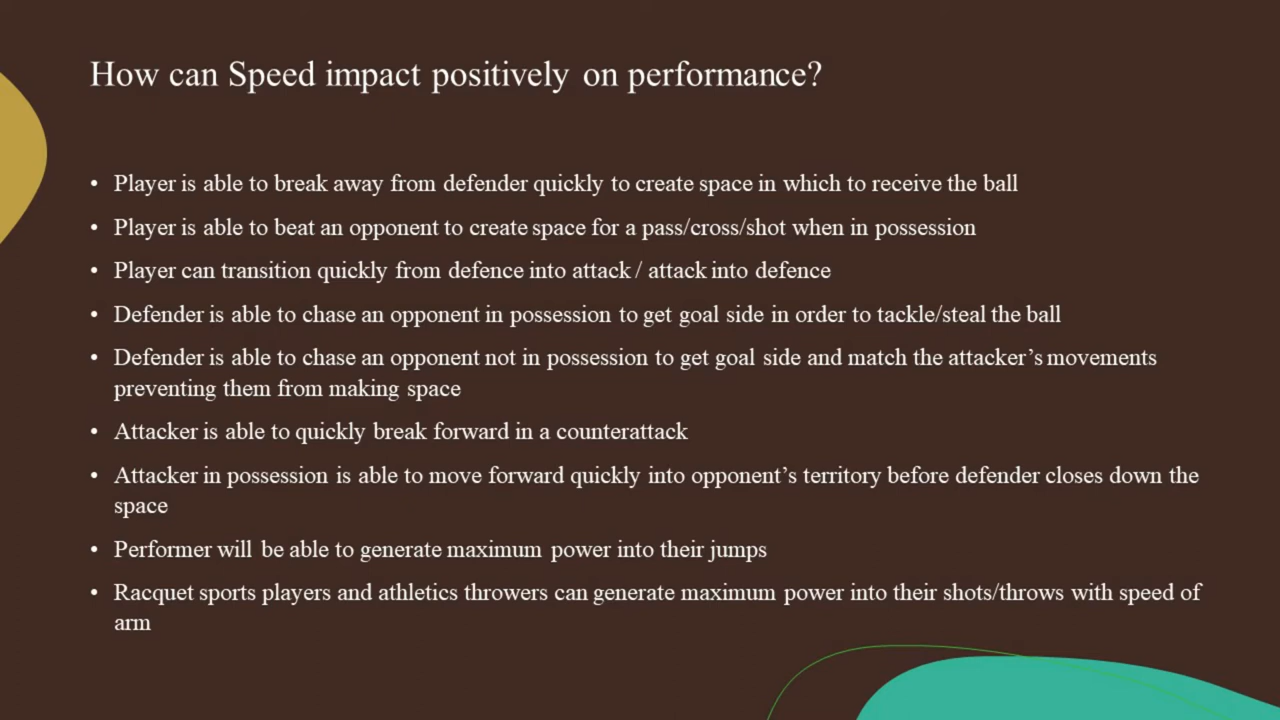 How can Speed impact positively on performance?
• Player is able to break away from defender quickly to create space in which to receive the ball
• Player is able to beat an opponent to create space for a pass/cross/shot when in possession
• Player can transition quickly from defence into attack / attack into defence
• Defender is able to chase an opponent in possession to get goal side in order to tackle/steal the ball
• Defender is able to chase an opponent not in possession to get goal side and match the attacker’s movements
preventing them from making space
• Attacker is able to quickly break forward in a counterattack
• Attacker in possession is able to move forward quickly into opponent’s territory before defender closes down the
space
• Performer will be able to generate maximum power into their jumps
• Racquet sports players and athletics throwers can generate maximum power into their shots/throws with speed of
arm